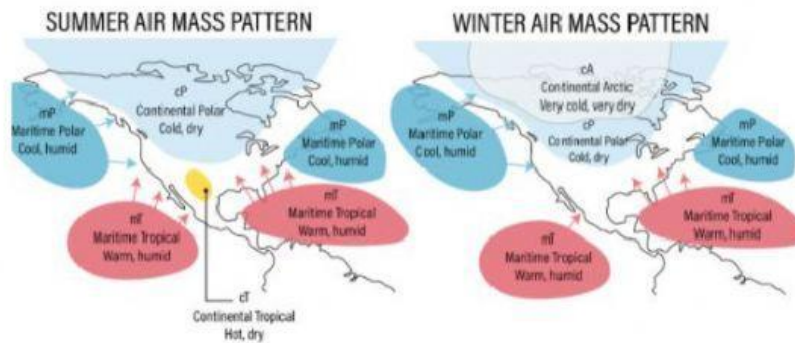 SUMMER AIR MASS PATTERN
cP
Continental Polar
Cold, dry
mP
Maritime Polar
Cool, humid
mP
Maritime Polar
Cool, humid
mT
Maritime Tropical
Warm, humid
mT
Maritime Tropical
Warm, humid
cT
Continental Tropical
Hot, dry
WINTER AIR MASS PATTERN
cA
Continental Arctic
Very cold, very dry
cP
Continental Polar
Cold, dry
mP
Maritime Polar
Cool, humid
mP
Maritime Polar
Cool, humid
mT
Maritime Tropical
Warm, humid
mT
Maritime Tropical
Warm, humid